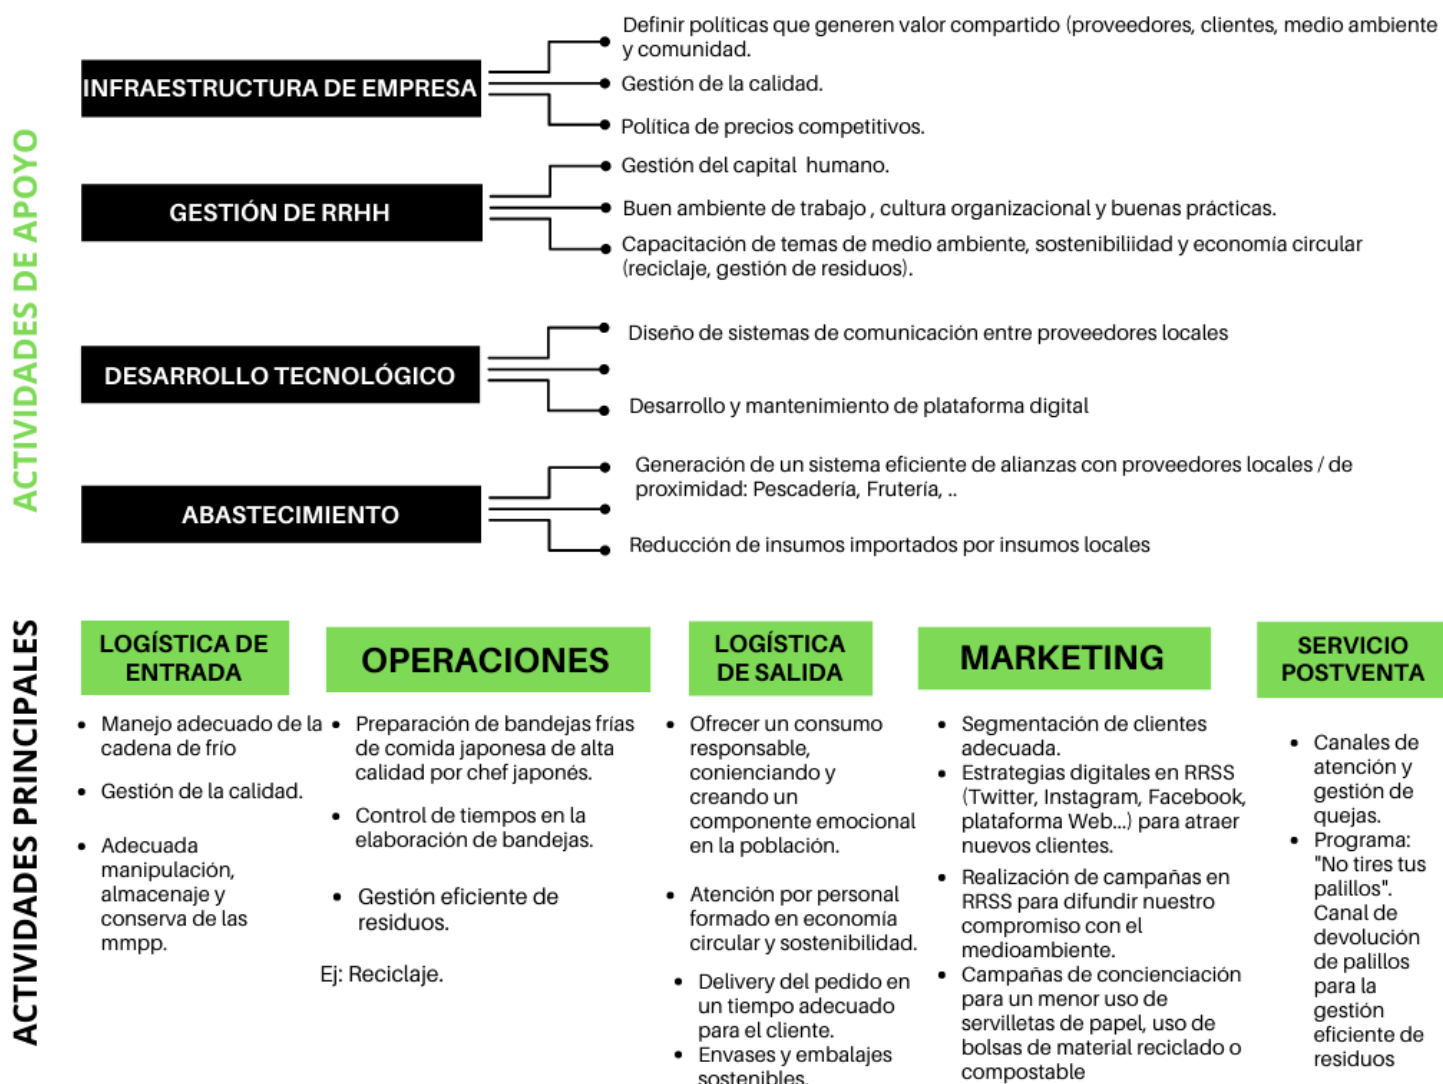 ACTIVIDADES DE APOYO
INFRAESTRUCTURA DE EMPRESA
Definir políticas que generen valor compartido (proveedores, clientes, medio ambiente
y comunidad.
Gestión de la calidad.
Política de precios competitivos.
GESTIÓN DE RRHH
Gestión del capital humano.
Buen ambiente de trabajo , cultura organizacional y buenas prácticas.
Capacitación de temas de medio ambiente, sostenibiliidad y economía circular
(reciclaje, gestión de residuos).
DESARROLLO TECNOLÓGICO
Diseño de sistemas de comunicación entre proveedores locales
Desarrollo y mantenimiento de plataforma digital
ABASTECIMIENTO
Generación de un sistema eficiente de alianzas con proveedores locales / de
proximidad: Pescadería, Frutería, ..
Reducción de insumos importados por insumos locales
ACTIVIDADES PRINCIPALES
LOGÍSTICA DE
ENTRADA
• Manejo adecuado de la
cadena de frío
• Gestión de la calidad.
• Adecuada
manipulación,
almacenaje y
conserva de las
mmpp.
OPERACIONES
• Preparación de bandejas frías
de comida japonesa de alta
calidad por chef japonés.
• Control de tiempos en la
elaboración de bandejas.
• Gestión eficiente de
residuos.
Ej: Reciclaje.
LOGÍSTICA
DE SALIDA
• Ofrecer un consumo
responsable,
conienciando y
creando un
componente emocional
en la población.
• Atención por personal
formado en economía
circular y sostenibilidad.
• Delivery del pedido en
un tiempo adecuado
para el cliente.
• Envases y embalajes
sostenibles.
MARKETING
• Segmentación de clientes
adecuada.
• Estrategias digitales en RRSS
(Twitter, Instagram, Facebook,
plataforma Web...) para atraer
nuevos clientes.
• Realización de campañas en
RRSS para difundir nuestro
compromiso con el
medioambiente.
• Campañas de concienciación
para un menor uso de
servilletas de papel, uso de
bolsas de material reciclado o
compostable
SERVICIO
POSTVENTA
• Canales de
atención y
gestión de
quejas.
• Programa:
"No tires tus
palillos".
Canal de
devolución
de palillos
para la
gestión
eficiente de
residuos